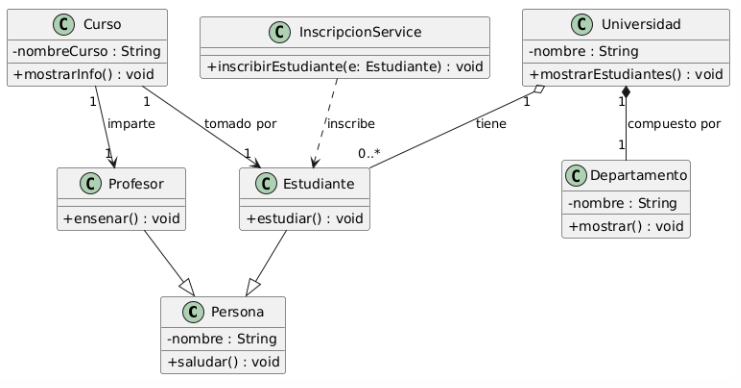 C Curso
-nombreCurso : String
+mostrarInfo() : void
C InscripcionService
+inscribirEstudiante(e: Estudiante) : void
C Universidad
-nombre : String
+mostrarEstudiantes() : void
1
1
1
1
imparte
tomado por
inscribe
tiene
compuesto por
1
1
0..*
1
C Profesor
+ensenar() : void
C Estudiante
+estudiar() : void
C Departamento
-nombre : String
+mostrar() : void
C Persona
-nombre : String
+saludar() : void